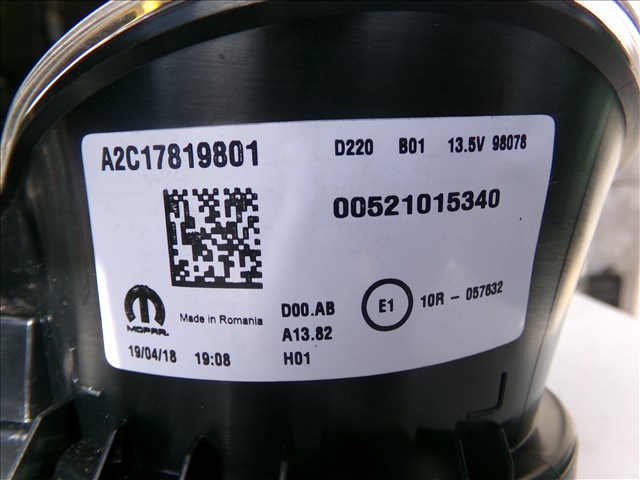 A2C17819801 D220 B01 13.5V 98078
00521015340
MOPAR Made in Romania D00.AB E1 10R - 057632
A13.82
19/04/18 19:08 H01